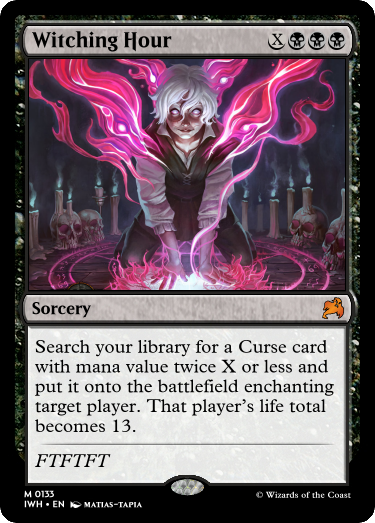 Witching Hour X
Sorcery
Search your library for a Curse card
with mana value twice X or less and
put it onto the battlefield enchanting
target player. That player's life total
becomes 13.
FTFTFT
M 0133
IWH • EN MATIAS-TAPIA
© Wizards of the Coast